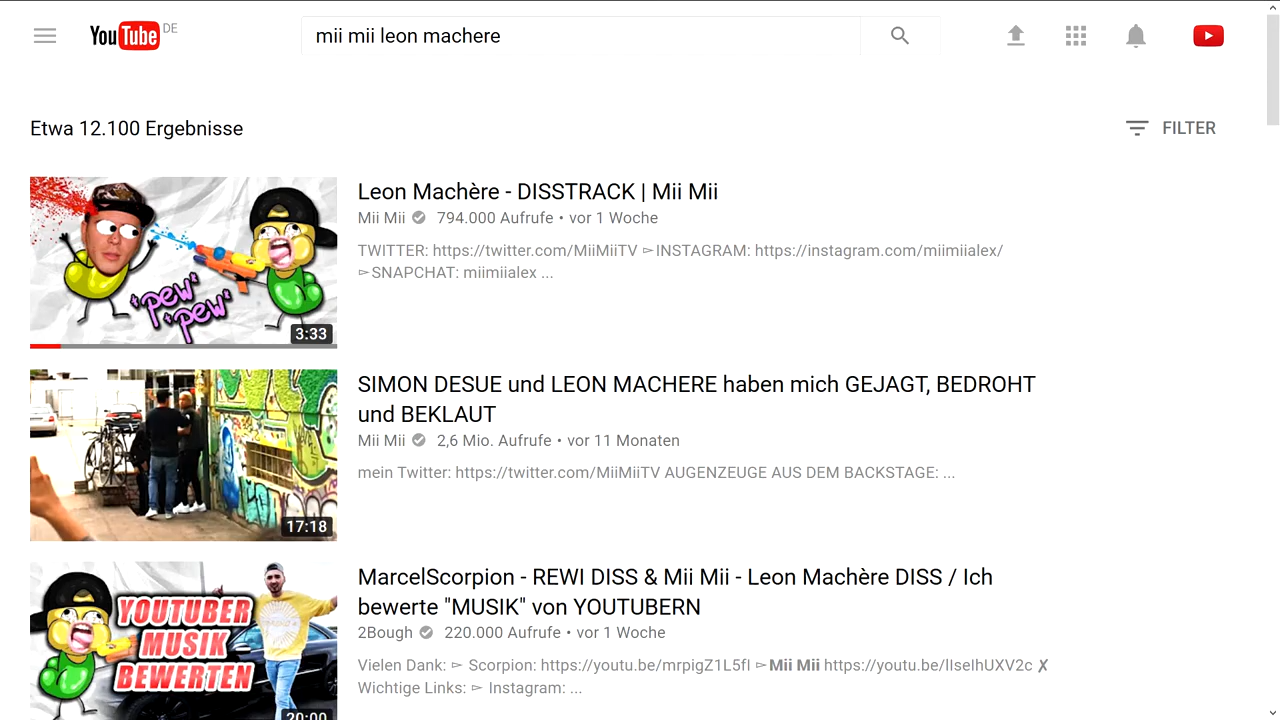 YouTube DE
mii mii leon machere
Etwa 12.100 Ergebnisse
FILTER
*pew*
*pew*
3:33
Leon Machère - DISSTRACK | Mii Mii
Mii Mii 794.000 Aufrufe • vor 1 Woche
TWITTER: https://twitter.com/MiiMiiTV ➤INSTAGRAM: https://instagram.com/miimiialex/
➤SNAPCHAT: miimiialex ...
17:18
SIMON DESUE und LEON MACHERE haben mich GEJAGT, BEDROHT
und BEKLAUT
Mii Mii 2,6 Mio. Aufrufe • vor 11 Monaten
mein Twitter: https://twitter.com/MiiMiiTV AUGENZEUGE AUS DEM BACKSTAGE: ...
YOUTUBER
MUSIK
BEWERTEN
20:00
MarcelScorpion - REWI DISS & Mii Mii - Leon Machère DISS / Ich
bewerte "MUSIK" von YOUTUBERN
2Bough 220.000 Aufrufe • vor 1 Woche
Vielen Dank: ➤ Scorpion: https://youtu.be/mrpigZ1L5fI ➤Mii Mii https://youtu.be/lIseIhUXV2c ✗
Wichtige Links: ➤ Instagram: ...